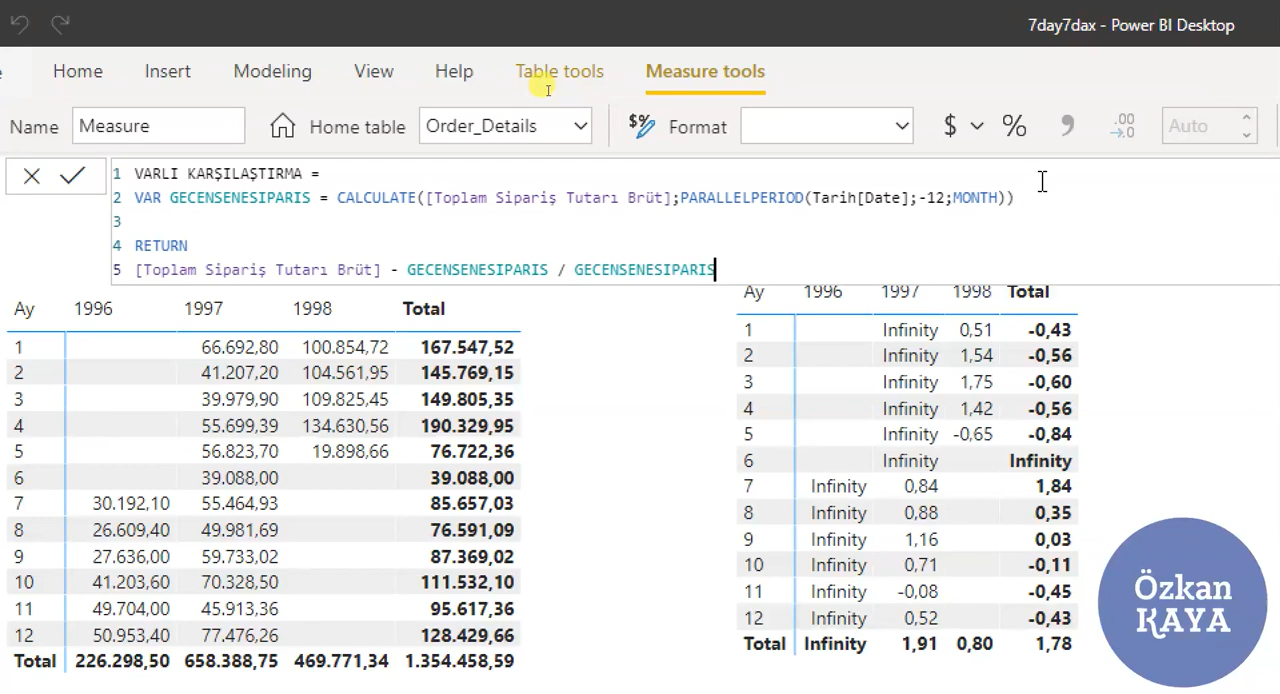 7day7dax - Power BI Desktop
Home Insert Modeling View Help Table tools Measure tools
Name Measure Home table Order_Details $% Format $ % 9 .00 →.0 Auto
1 VARLI KARŞILAŞTIRMA =
2 VAR GECENSENESIPARIS = CALCULATE([Toplam Sipariş Tutarı Brüt];PARALLELPERIOD(Tarih[Date];-12;MONTH))
3
4 RETURN
5 [Toplam Sipariş Tutarı Brüt] - GECENSENESIPARIS / GECENSENESIPARIS
Ay 1996 1997 1998 Total
1 66.692,80 100.854,72 167.547,52
2 41.207,20 104.561,95 145.769,15
3 39.979,90 109.825,45 149.805,35
4 55.699,39 134.630,56 190.329,95
5 56.823,70 19.898,66 76.722,36
6 39.088,00 39.088,00
7 30.192,10 55.464,93 85.657,03
8 26.609,40 49.981,69 76.591,09
9 27.636,00 59.733,02 87.369,02
10 41.203,60 70.328,50 111.532,10
11 49.704,00 45.913,36 95.617,36
12 50.953,40 77.476,26 128.429,66
Total 226.298,50 658.388,75 469.771,34 1.354.458,59
Ay 1996 1997 1998 Total
1 Infinity 0,51 -0,43
2 Infinity 1,54 -0,56
3 Infinity 1,75 -0,60
4 Infinity 1,42 -0,56
5 Infinity -0,65 -0,84
6 Infinity Infinity
7 Infinity 0,84 1,84
8 Infinity 0,88 0,35
9 Infinity 1,16 0,03
10 Infinity 0,71 -0,11
11 Infinity -0,08 -0,45
12 Infinity 0,52 -0,43
Total Infinity 1,91 0,80 1,78
Özkan
KAYA